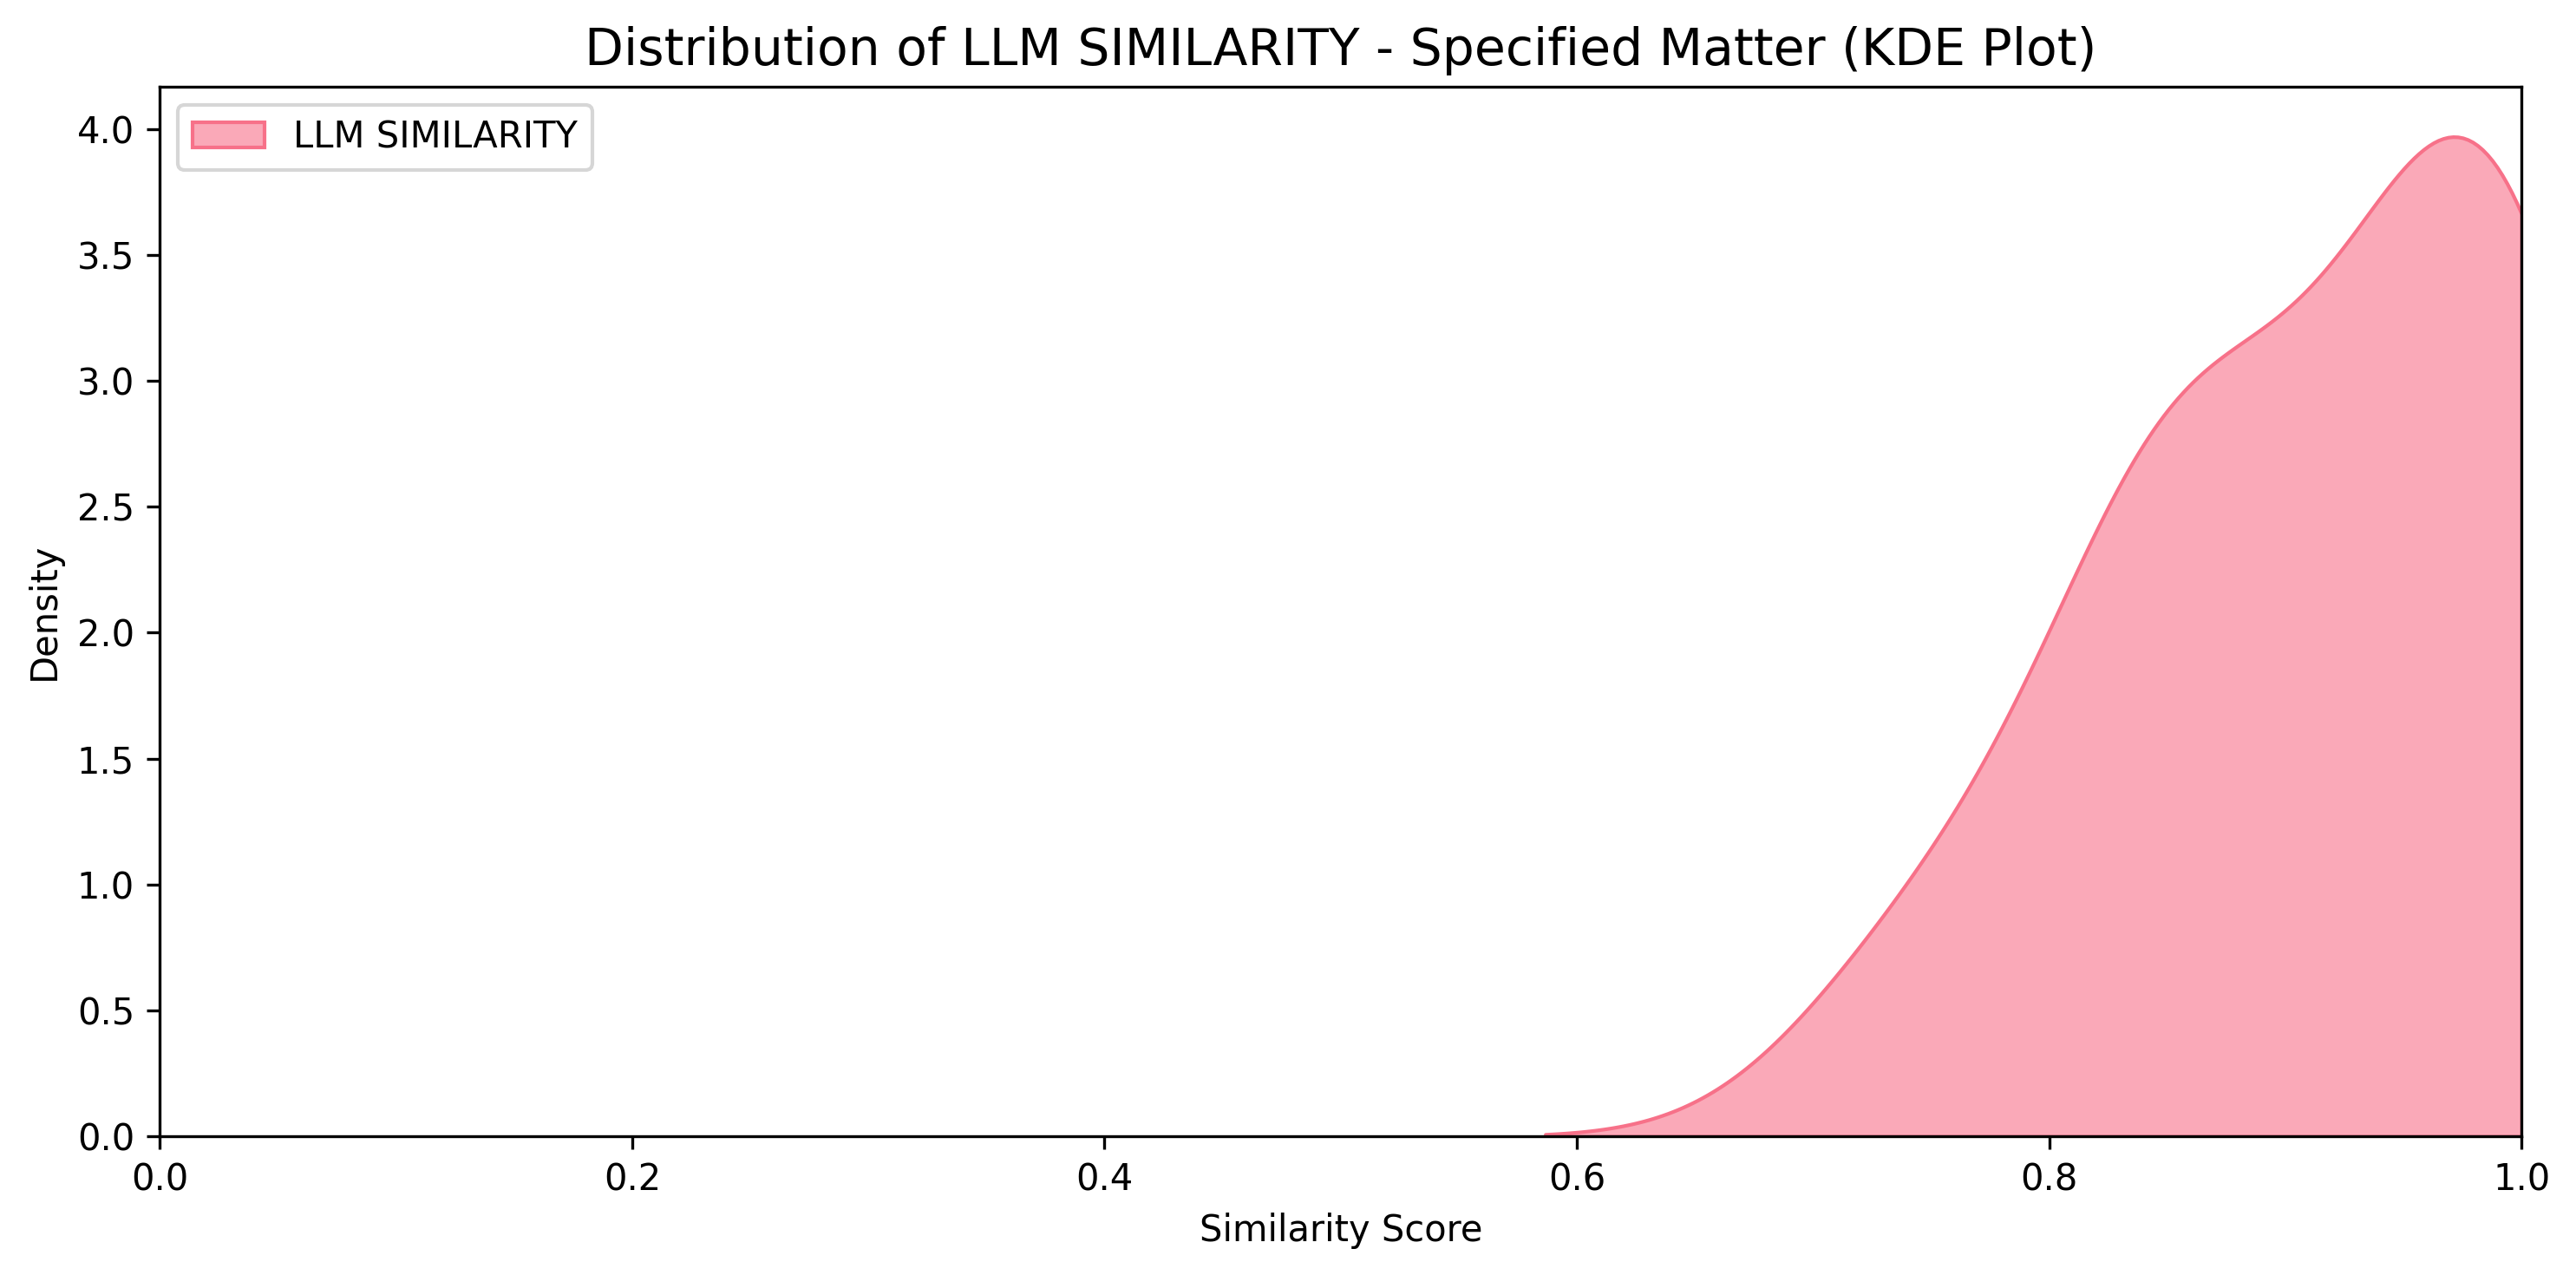 Distribution of LLM SIMILARITY - Specified Matter (KDE Plot)
LLM SIMILARITY
4.0
3.5
3.0
2.5
2.0
1.5
1.0
0.5
0.0
Density
0.0 0.2 0.4 0.6 0.8 1.0
Similarity Score